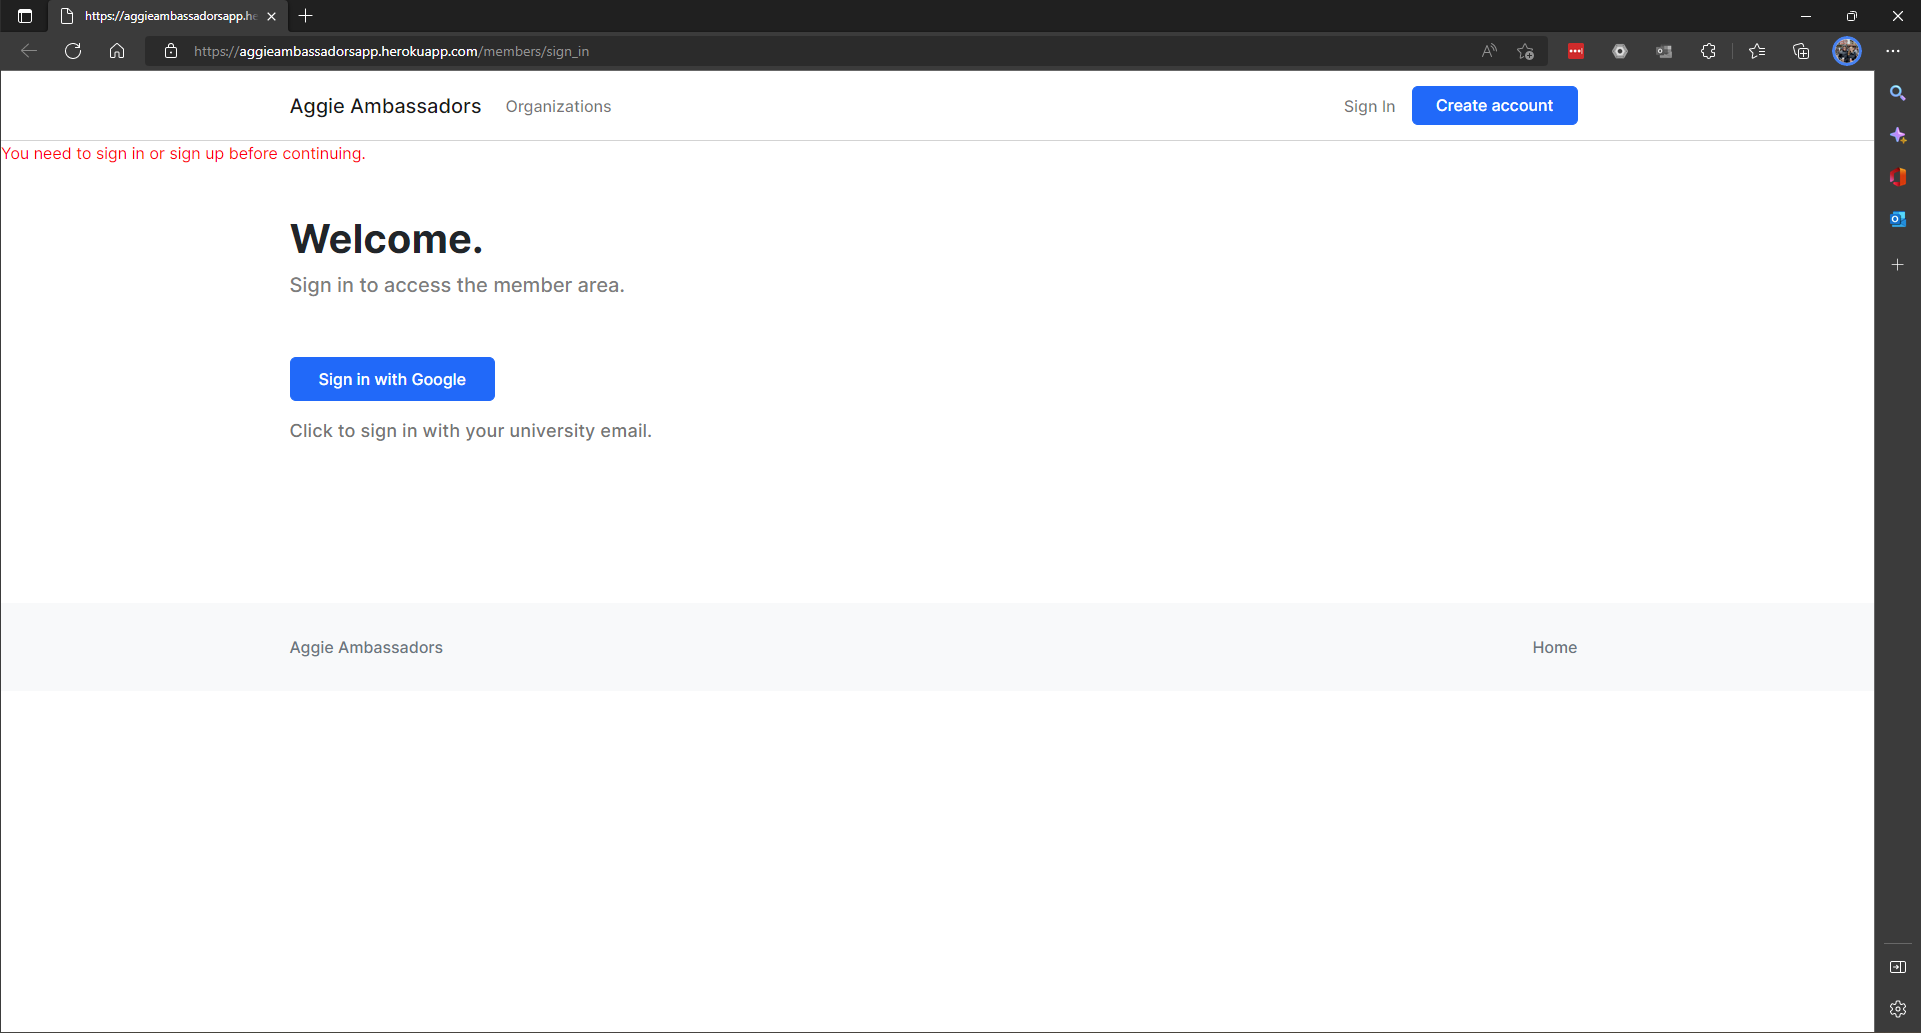 https://aggieambassadorsapp.he
https://aggieambassadorsapp.herokuapp.com/members/sign_in
Aggie Ambassadors Organizations Sign In Create account
You need to sign in or sign up before continuing.
Welcome.
Sign in to access the member area.
Sign in with Google
Click to sign in with your university email.
Aggie Ambassadors Home